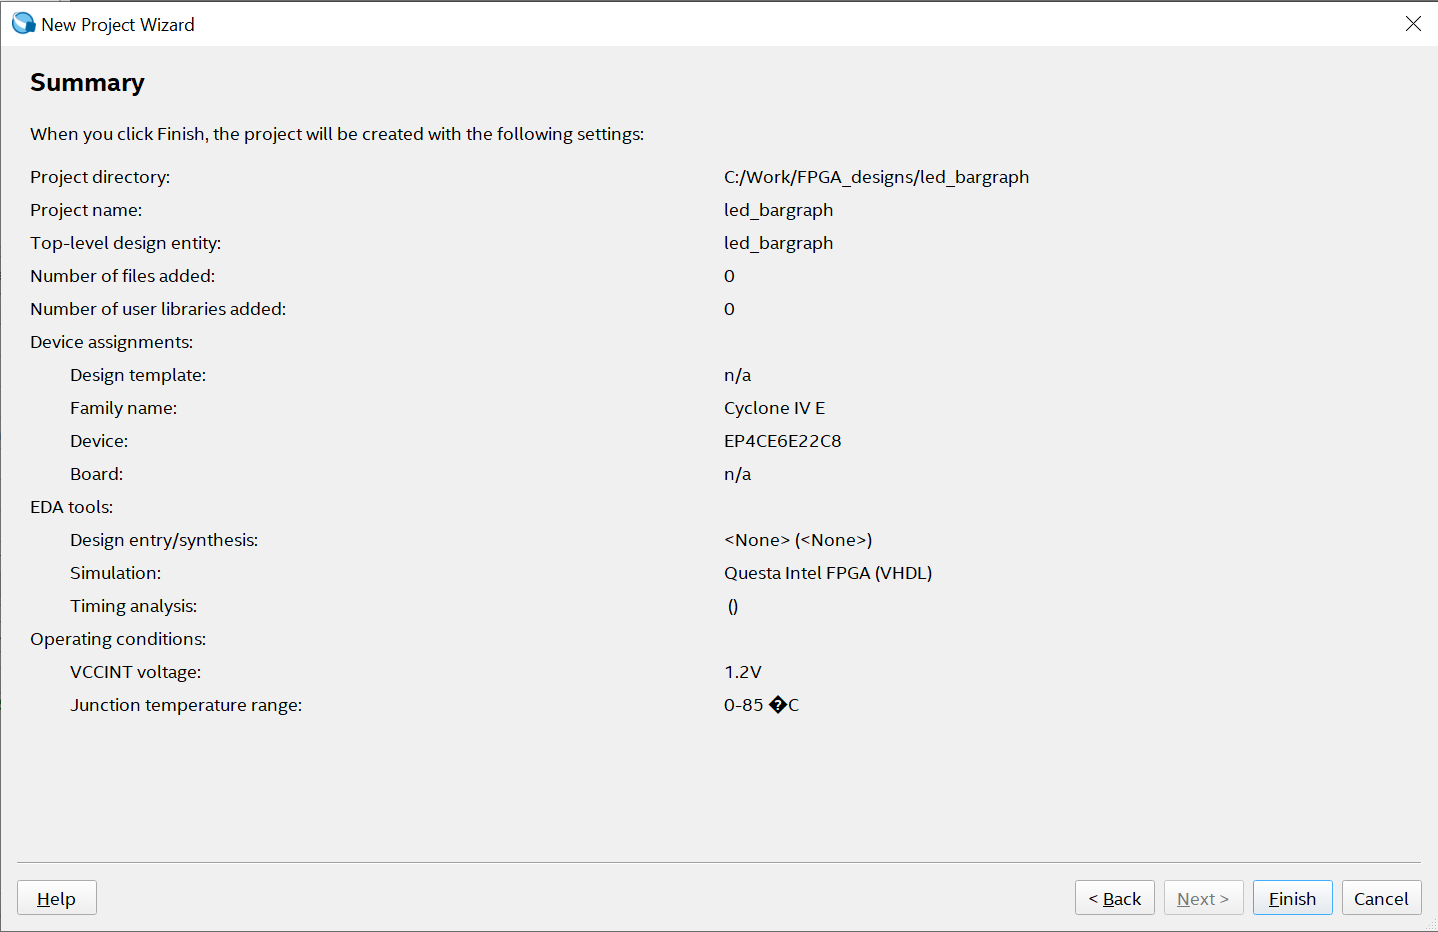 New Project Wizard
Summary
When you click Finish, the project will be created with the following settings:
Project directory: C:/Work/FPGA_designs/led_bargraph
Project name: led_bargraph
Top-level design entity: led_bargraph
Number of files added: 0
Number of user libraries added: 0
Device assignments:
Design template: n/a
Family name: Cyclone IV E
Device: EP4CE6E22C8
Board: n/a
EDA tools:
Design entry/synthesis: <None> (<None>)
Simulation: Questa Intel FPGA (VHDL)
Timing analysis: ()
Operating conditions:
VCCINT voltage: 1.2V
Junction temperature range: 0-85 �C
Help < Back Next > Finish Cancel